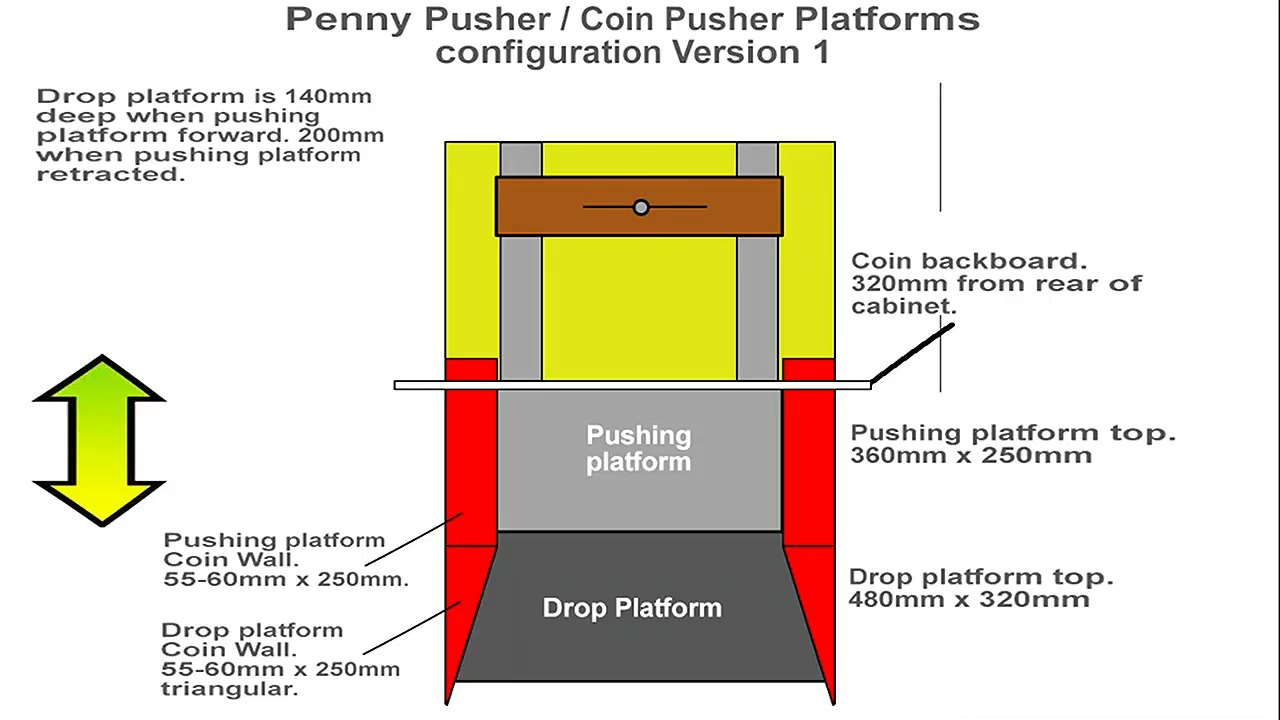 Penny Pusher / Coin Pusher Platforms
configuration Version 1
Drop platform is 140mm
deep when pushing
platform forward. 200mm
when pushing platform
retracted.
Coin backboard.
320mm from rear of
cabinet.
Pushing
platform
Pushing platform top.
360mm x 250mm
Pushing platform
Coin Wall.
55-60mm x 250mm.
Drop platform top.
480mm x 320mm
Drop Platform
Drop platform
Coin Wall.
55-60mm x 250mm
triangular.